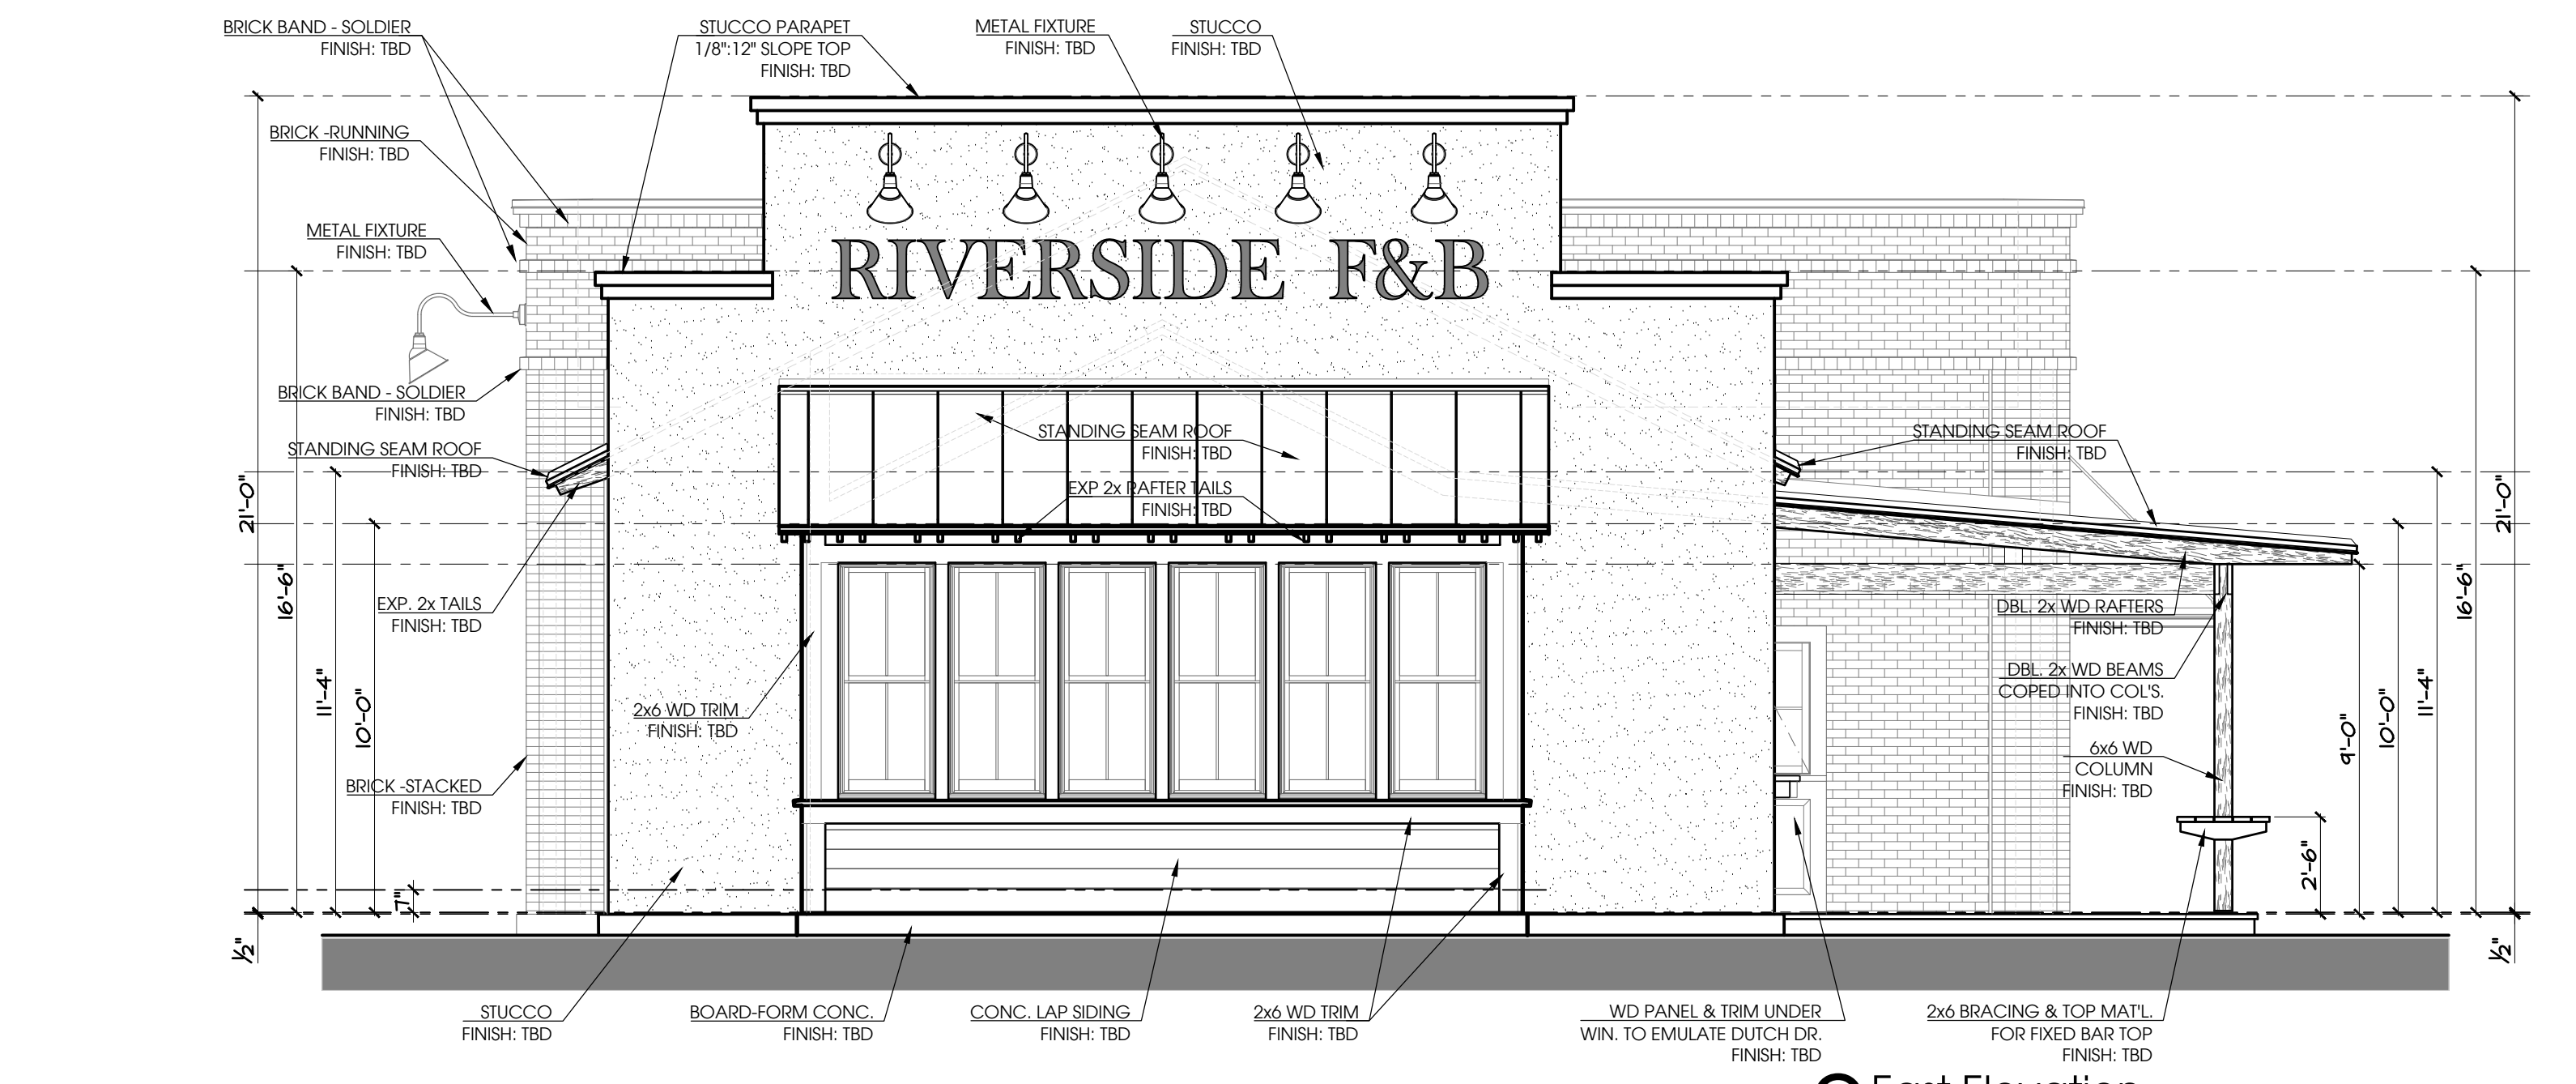 BRICK BAND - SOLDIER
FINISH: TBD
STUCCO PARAPET
1/8":12" SLOPE TOP
FINISH: TBD
METAL FIXTURE
FINISH: TBD
STUCCO
FINISH: TBD
BRICK -RUNNING
FINISH: TBD
METAL FIXTURE
FINISH: TBD
RIVERSIDE F&B
BRICK BAND - SOLDIER
FINISH: TBD
STANDING SEAM ROOF
FINISH: TBD
STANDING SEAM ROOF
FINISH: TBD
STANDING SEAM ROOF
FINISH: TBD
EXP 2x RAFTER TAILS
FINISH: TBD
21'-0"
16'-6"
11'-4"
10'-0"
7"
1/2"
EXP. 2x TAILS
FINISH: TBD
2x6 WD TRIM
FINISH: TBD
BRICK -STACKED
FINISH: TBD
DBL. 2x WD RAFTERS
FINISH: TBD
DBL. 2x WD BEAMS
COPED INTO COL'S.
FINISH: TBD
6x6 WD
COLUMN
FINISH: TBD
2'-6"
9'-0"
10'-0"
11'-4"
16'-6"
21'-0"
1/2"
STUCCO
FINISH: TBD
BOARD-FORM CONC.
FINISH: TBD
CONC. LAP SIDING
FINISH: TBD
2x6 WD TRIM
FINISH: TBD
WD PANEL & TRIM UNDER
WIN. TO EMULATE DUTCH DR.
FINISH: TBD
2x6 BRACING & TOP MAT'L.
FOR FIXED BAR TOP
FINISH: TBD
East Elevation